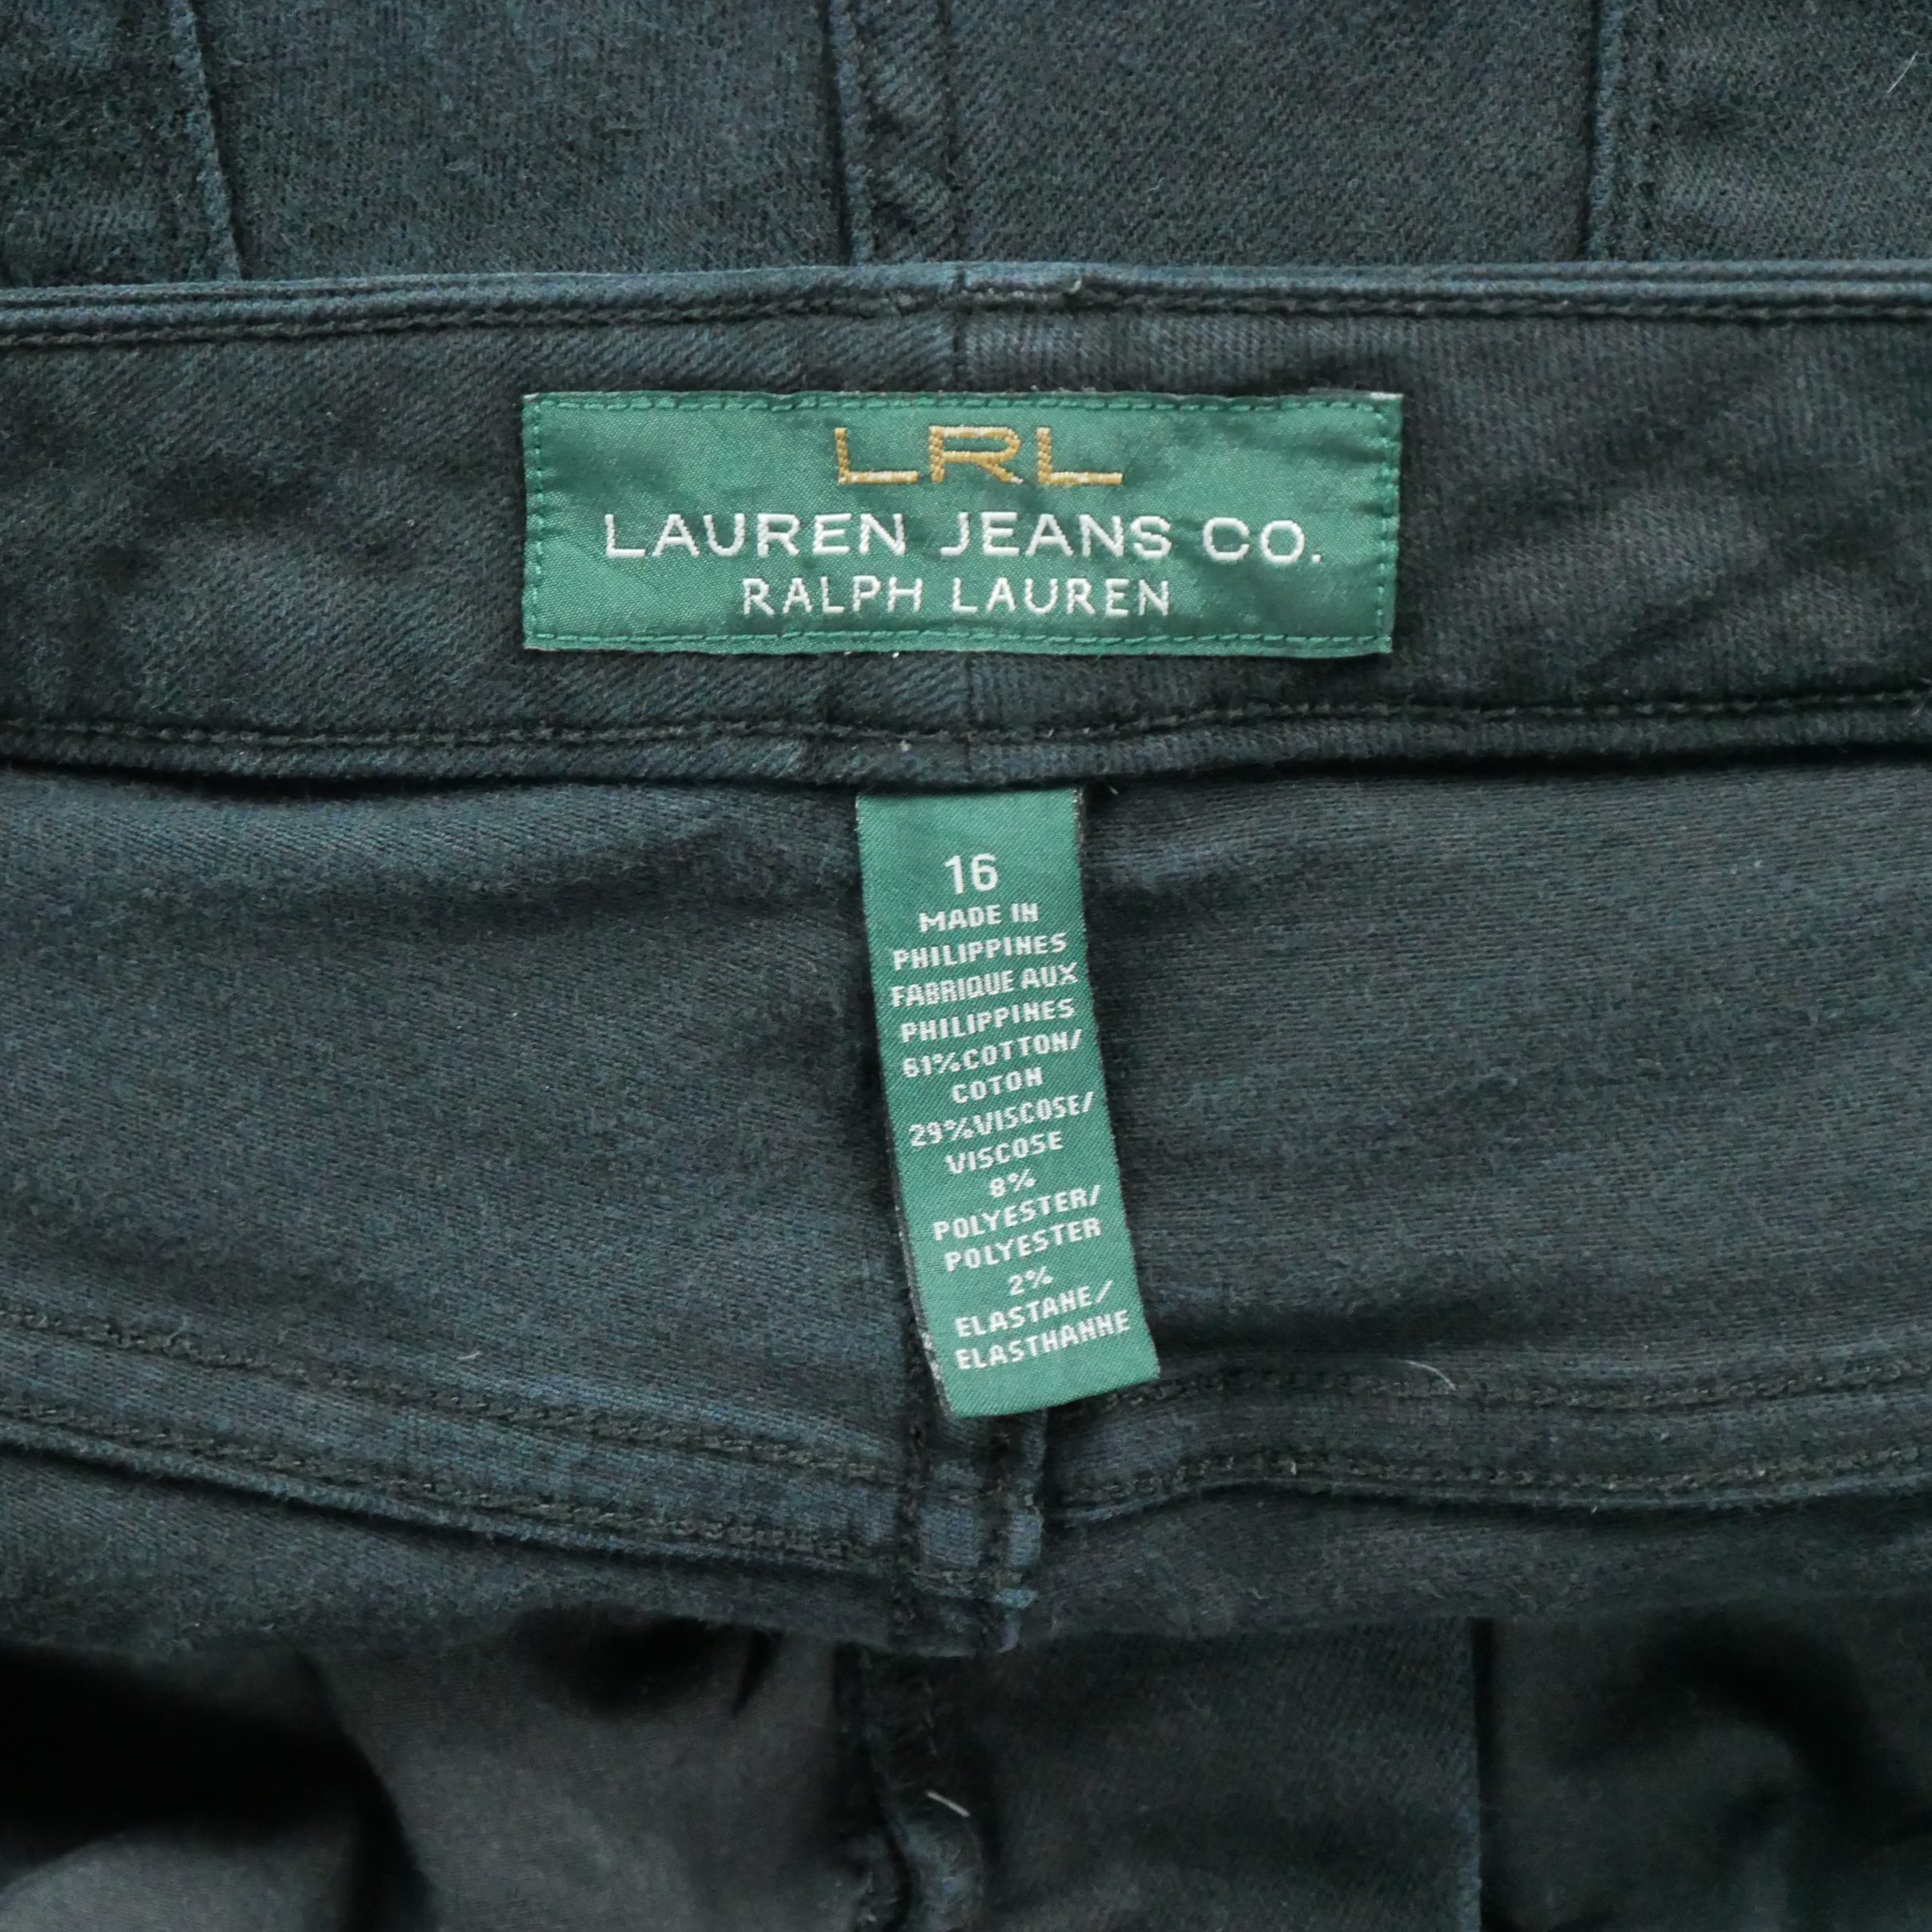 LRL
LAUREN JEANS CO.
RALPH LAUREN
16
MADE IN
PHILIPPINES
FABRIQUE AUX
PHILIPPINES
61%COTTON/
COTON
29%VISCOSE/
VISCOSE
8%
POLYESTER/
POLYESTER
2%
ELASTANE/
ELASTHANNE